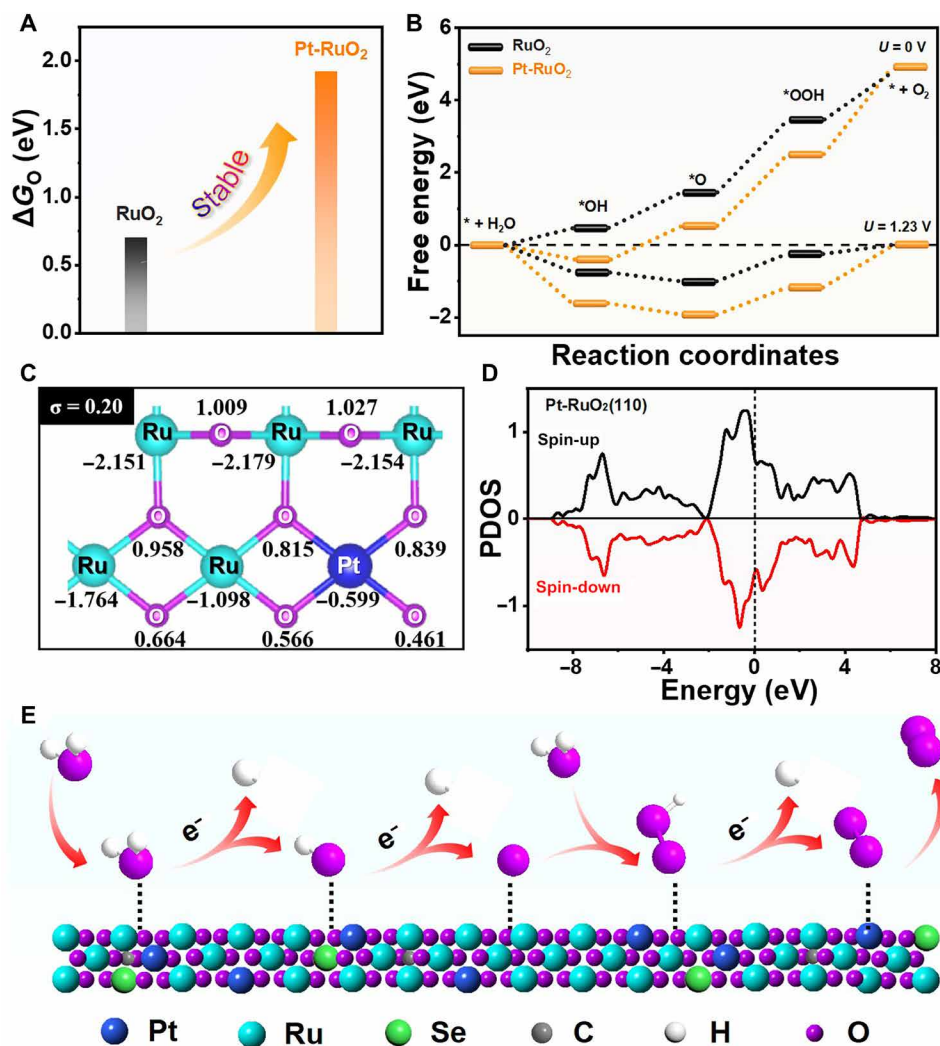 A
ΔG_O (eV)
2.0
1.5
1.0
0.5
0.0
RuO₂
Stable
Pt-RuO₂
B
Free energy (eV)
6
4
2
0
−2
RuO₂
Pt-RuO₂
* + H₂O
*OH
*O
*OOH
* + O₂
U = 0 V
U = 1.23 V
Reaction coordinates
C
σ = 0.20
1.009 1.027
Ru O Ru O Ru
−2.151 −2.179 −2.154
O O O
0.958 0.815 0.839
Ru Ru Pt
−1.764 −1.098 −0.599
O O O
0.664 0.566 0.461
D
PDOS
1
0
−1
Pt-RuO₂(110)
Spin-up
Spin-down
−8 −4 0 4 8
Energy (eV)
E
e⁻ e⁻ e⁻
Pt Ru Se C H O